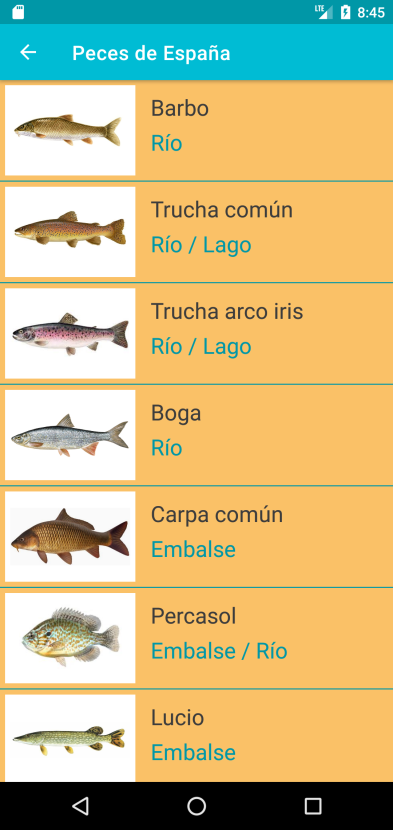 LTE 8:45
Peces de España
Barbo
Río
Trucha común
Río / Lago
Trucha arco iris
Río / Lago
Boga
Río
Carpa común
Embalse
Percasol
Embalse / Río
Lucio
Embalse